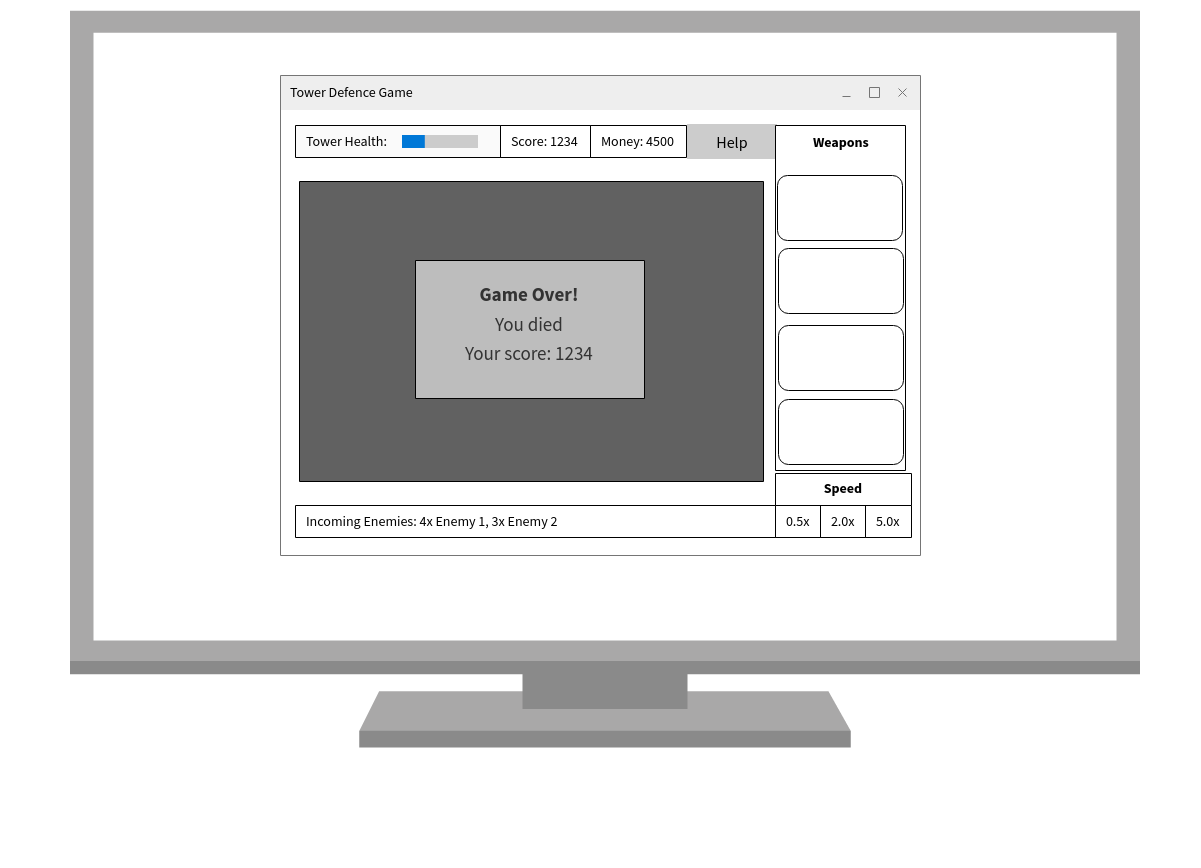 Tower Defence Game
Tower Health:
Score: 1234
Money: 4500
Help
Weapons
Game Over!
You died
Your score: 1234
Speed
Incoming Enemies: 4x Enemy 1, 3x Enemy 2
0.5x
2.0x
5.0x